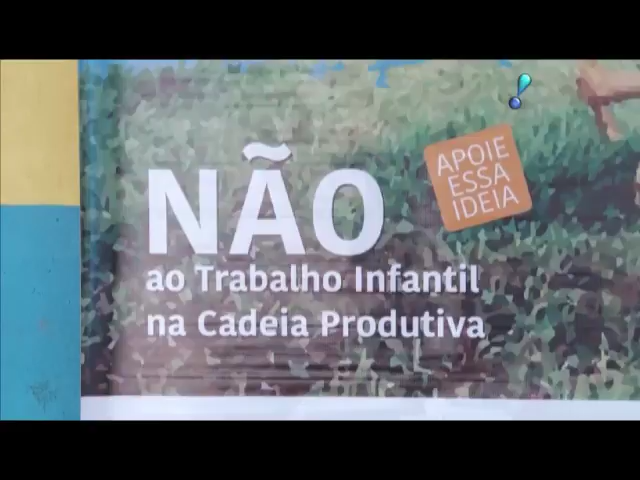 NÃO
ao Trabalho Infantil
na Cadeia Produtiva
APOIE
ESSA
IDEIA